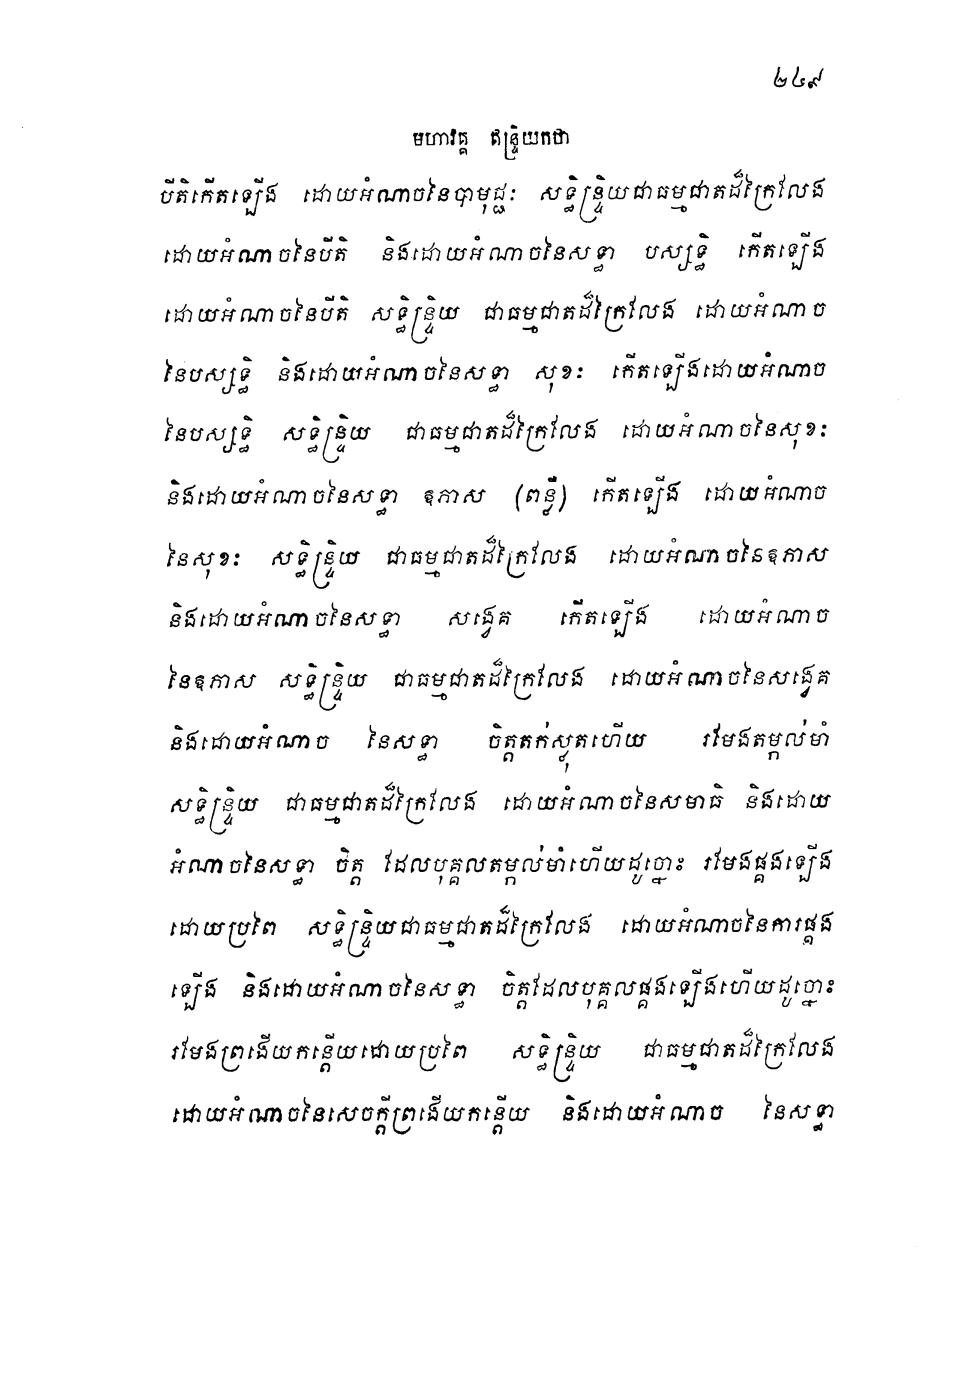 ២៤៩
មហាវគ្គ ឥន្ទ្រិយកថា
បីតិកើតឡើង ដោយអំណាចនៃបាមុជ្ជៈ សទ្ធិន្ទ្រិយជាធម្មជាតដ៏ក្រៃលែង
ដោយអំណាចនៃបីតិ និងដោយអំណាចនៃសទ្ធា បស្សទ្ធិ កើតឡើង
ដោយអំណាចនៃបីតិ សទ្ធិន្ទ្រិយ ជាធម្មជាតដ៏ក្រៃលែង ដោយអំណាច
នៃបស្សទ្ធិ និងដោយអំណាចនៃសទ្ធា សុខៈ កើតឡើងដោយអំណាច
នៃបស្សទ្ធិ សទ្ធិន្ទ្រិយ ជាធម្មជាតដ៏ក្រៃលែង ដោយអំណាចនៃសុខៈ
និងដោយអំណាចនៃសទ្ធា ឱភាស (ពន្លឺ) កើតឡើង ដោយអំណាច
នៃសុខៈ សទ្ធិន្ទ្រិយ ជាធម្មជាតដ៏ក្រៃលែង ដោយអំណាចនៃឱភាស
និងដោយអំណាចនៃសទ្ធា សង្វេគ កើតឡើង ដោយអំណាច
នៃឱភាស សទ្ធិន្ទ្រិយ ជាធម្មជាតដ៏ក្រៃលែង ដោយអំណាចនៃសង្វេគ
និងដោយអំណាច នៃសទ្ធា ចិត្តតក់ស្លុតហើយ រមែងតម្កល់មាំ
សទ្ធិន្ទ្រិយ ជាធម្មជាតដ៏ក្រៃលែង ដោយអំណាចនៃសមាធិ និងដោយ
អំណាចនៃសទ្ធា ចិត្ត ដែលបុគ្គលតម្កល់មាំហើយដូច្នោះ រមែងផ្គងឡើង
ដោយប្រពៃ សទ្ធិន្ទ្រិយជាធម្មជាតដ៏ក្រៃលែង ដោយអំណាចនៃការផ្គង
ឡើង និងដោយអំណាចនៃសទ្ធា ចិត្តដែលបុគ្គលផ្គងឡើងហើយដូច្នោះ
រមែងព្រងើយកន្តើយដោយប្រពៃ សទ្ធិន្ទ្រិយ ជាធម្មជាតដ៏ក្រៃលែង
ដោយអំណាចនៃសេចក្តីព្រងើយកន្តើយ និងដោយអំណាច នៃសទ្ធា